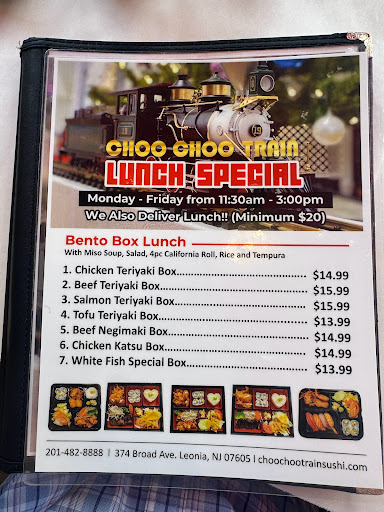 CHOO CHOO TRAIN
LUNCH SPECIAL
Monday - Friday from 11:30am - 3:00pm
We Also Deliver Lunch!! (Minimum $20)
Bento Box Lunch
With Miso Soup, Salad, 4pc California Roll, Rice and Tempura
1. Chicken Teriyaki Box................................ $14.99
2. Beef Teriyaki Box..................................... $15.99
3. Salmon Teriyaki Box................................ $15.99
4. Tofu Teriyaki Box..................................... $13.99
5. Beef Negimaki Box.................................. $14.99
6. Chicken Katsu Box................................... $14.99
7. White Fish Special Box............................. $13.99
201-482-8888 | 374 Broad Ave. Leonia, NJ 07605 | choochootrainsushi.com